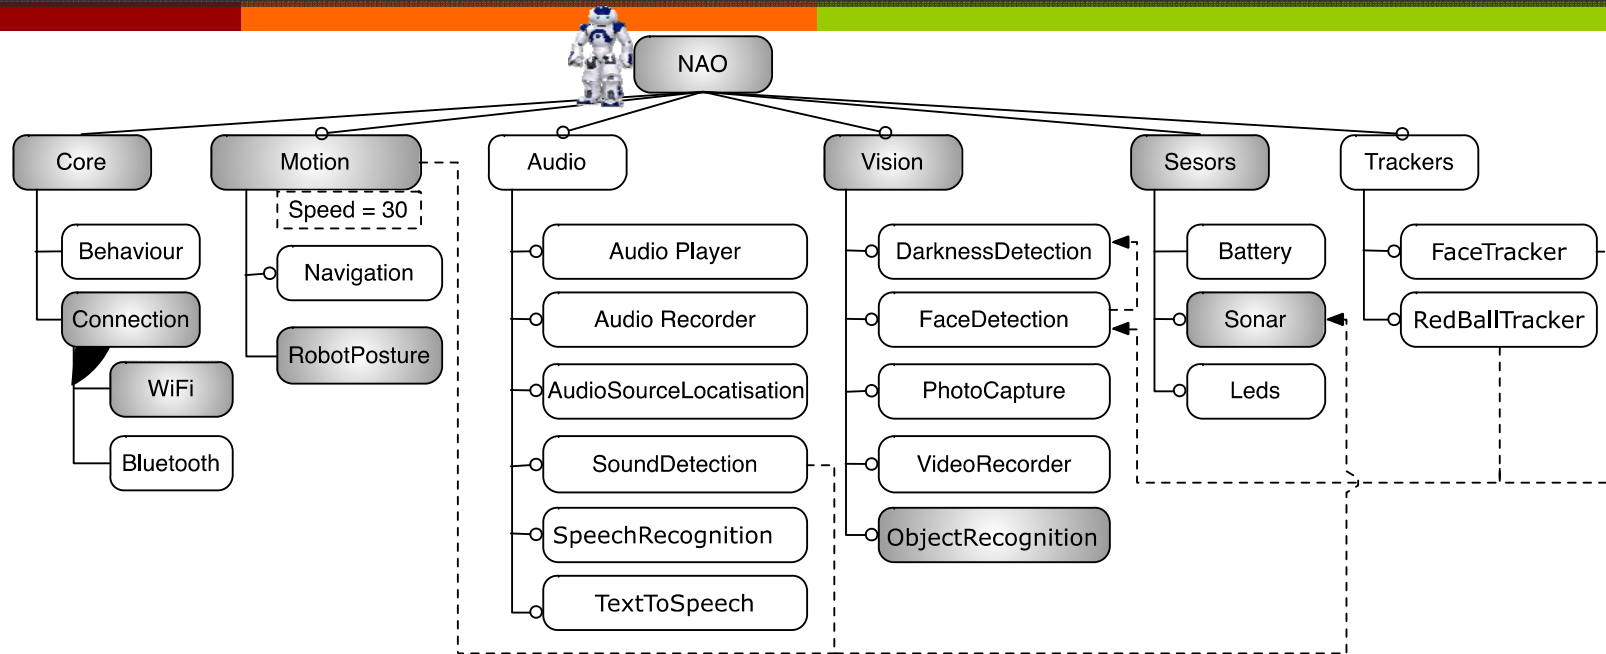 NAO
Core
Motion
Audio
Vision
Sesors
Trackers
Speed = 30
Behaviour
Connection
WiFi
Bluetooth
Navigation
RobotPosture
Audio Player
Audio Recorder
AudioSourceLocatisation
SoundDetection
SpeechRecognition
TextToSpeech
DarknessDetection
FaceDetection
PhotoCapture
VideoRecorder
ObjectRecognition
Battery
Sonar
Leds
FaceTracker
RedBallTracker